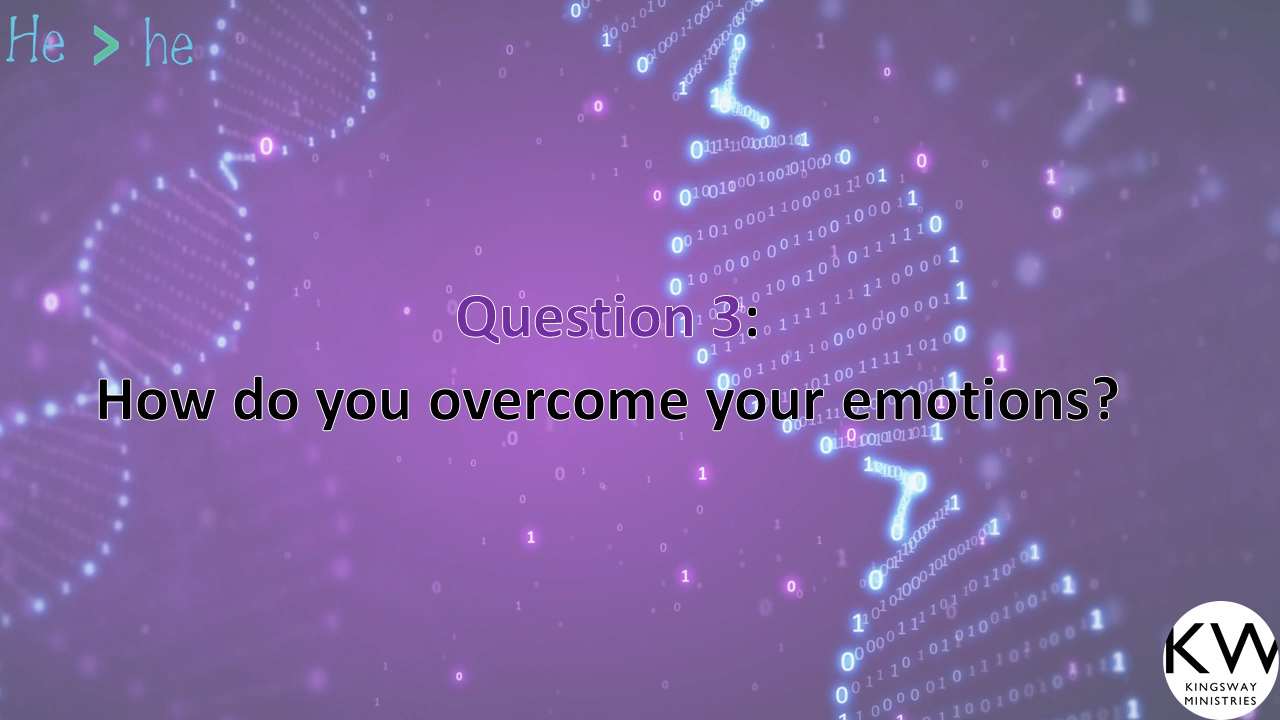 He > he
Question 3:
How do you overcome your emotions?
KW
KINGSWAY
MINISTRIES